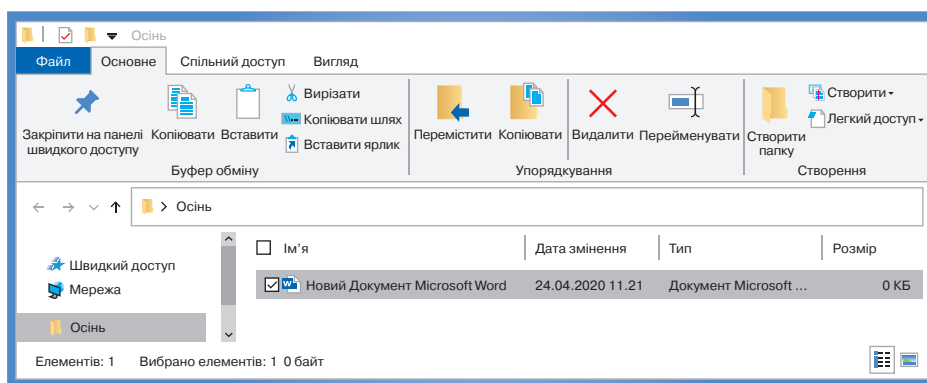 Осінь
Файл Основне Спільний доступ Вигляд
Закріпити на панелі швидкого доступу
Копіювати
Вставити
Вирізати
Копіювати шлях
Вставити ярлик
Перемістити
Копіювати
Видалити
Перейменувати
Створити папку
Створити
Легкий доступ
Буфер обміну
Упорядкування
Створення
Осінь
Ім'я Дата змінення Тип Розмір
Швидкий доступ
Мережа
Осінь
Новий Документ Microsoft Word 24.04.2020 11.21 Документ Microsoft ... 0 КБ
Елементів: 1 Вибрано елементів: 1 0 байт